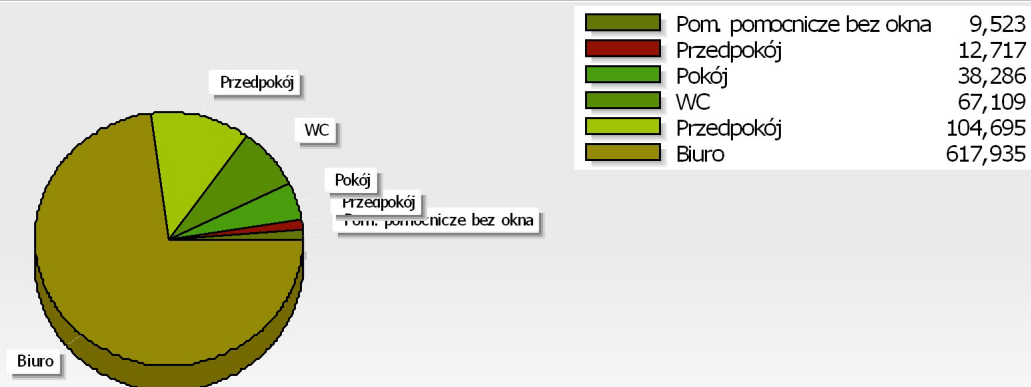 Pom. pomocnicze bez okna 9,523
Przedpokój 12,717
Pokój 38,286
WC 67,109
Przedpokój 104,695
Biuro 617,935
Przedpokój
WC
Pokój
Przedpokój
Pom. pomocnicze bez okna
Biuro